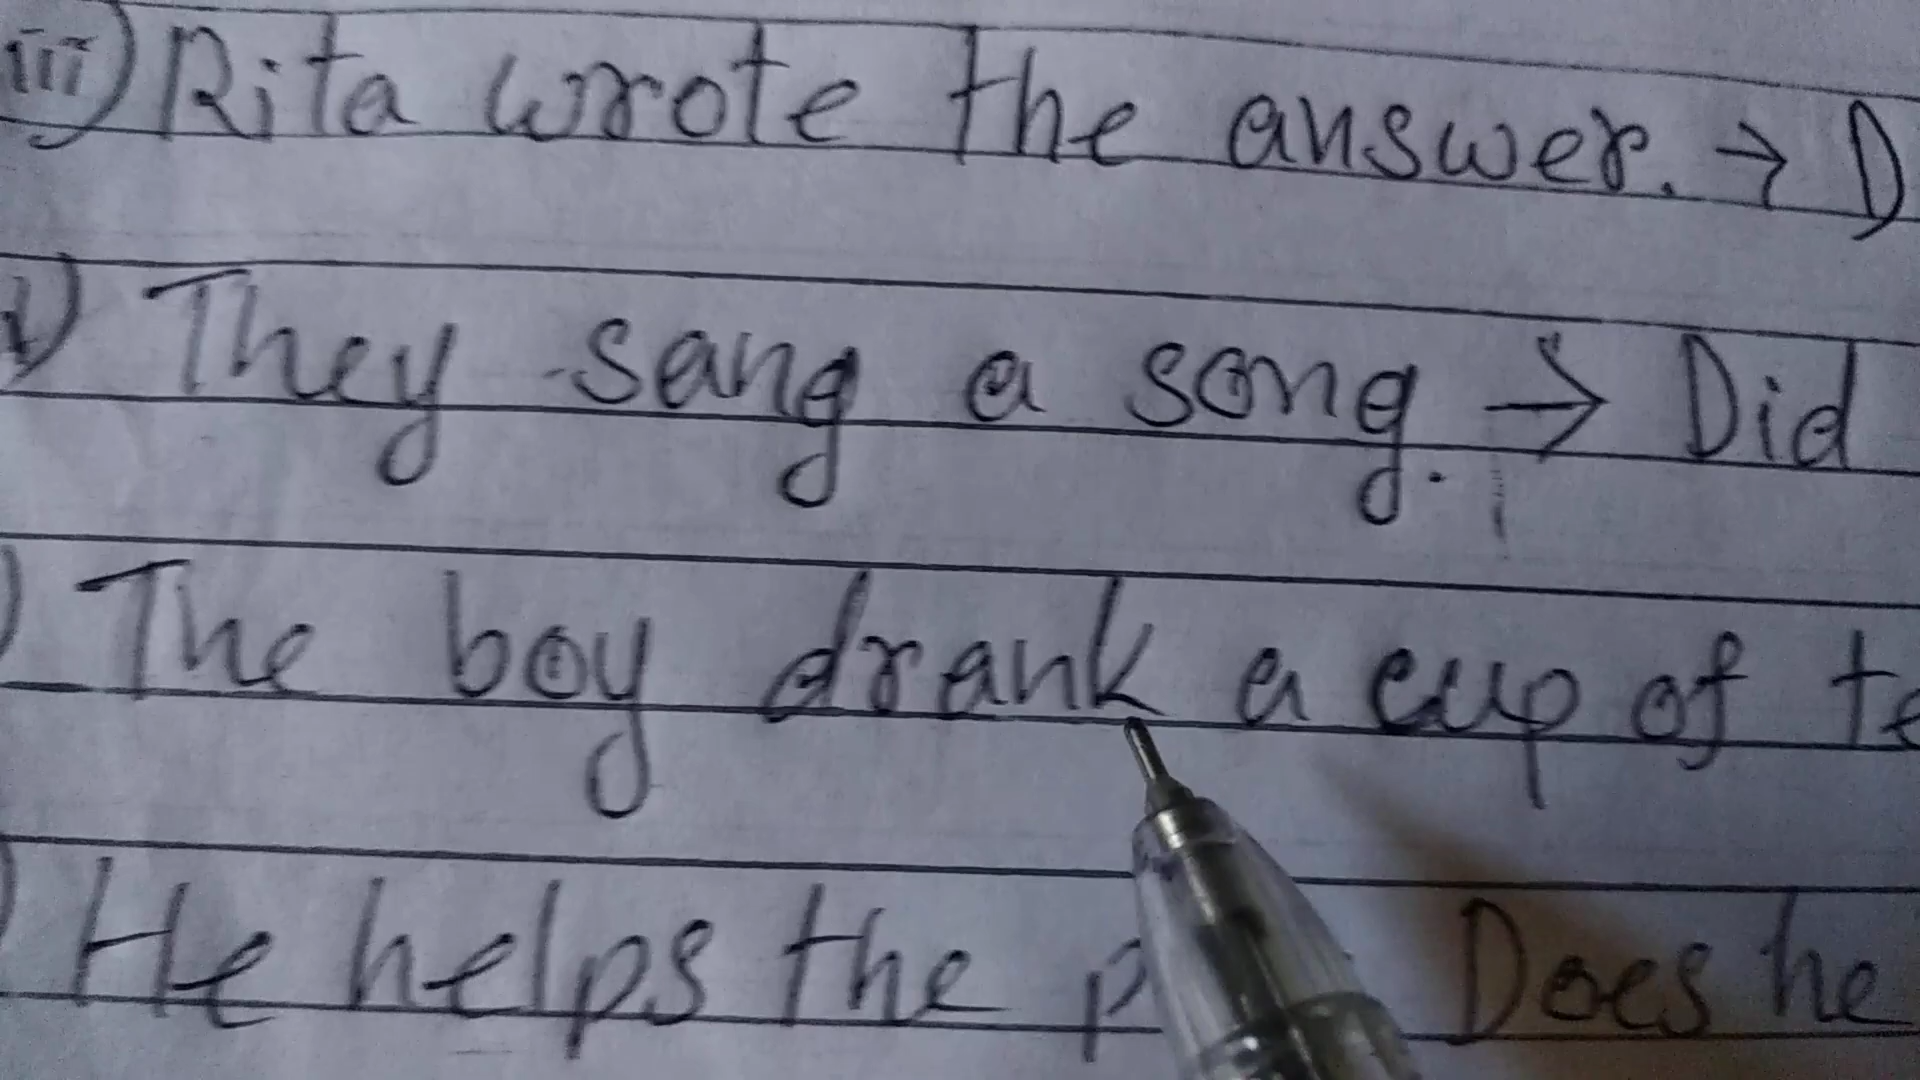 iii) Rita wrote the answer. → D
) They sang a song. → Did
) The boy drank a cup of te
) He helps the p Does he